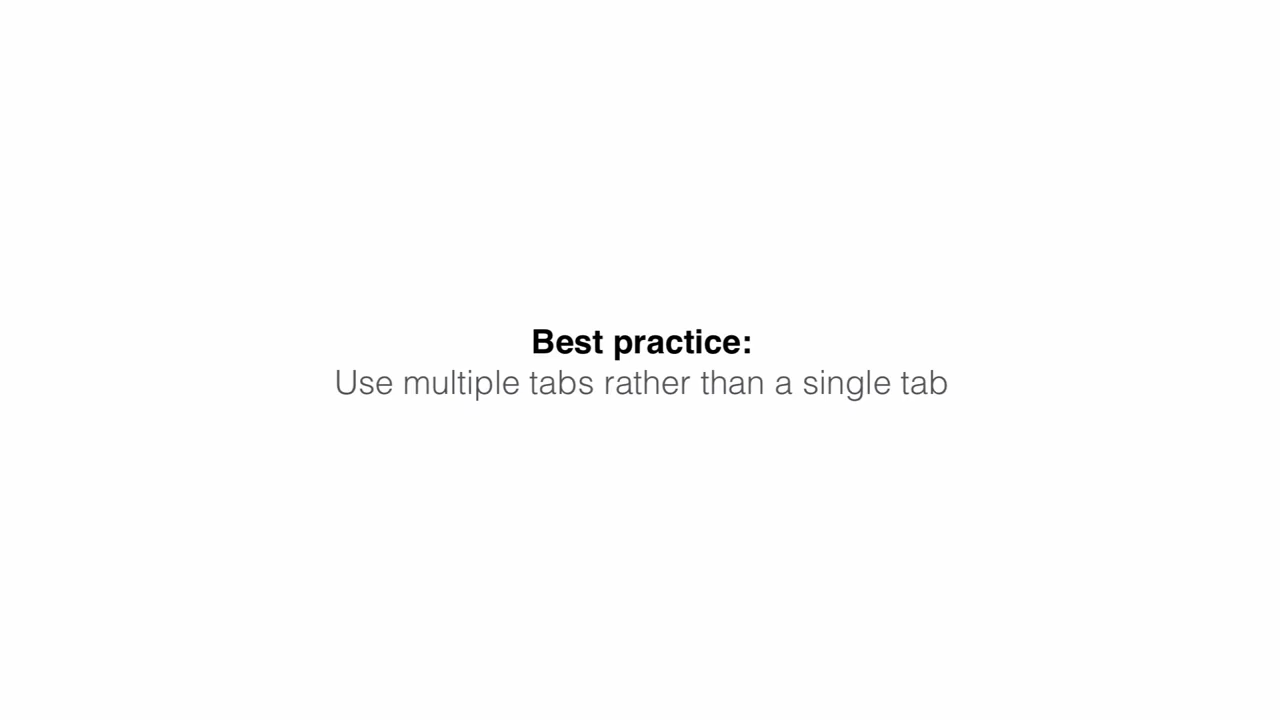 Best practice:
Use multiple tabs rather than a single tab